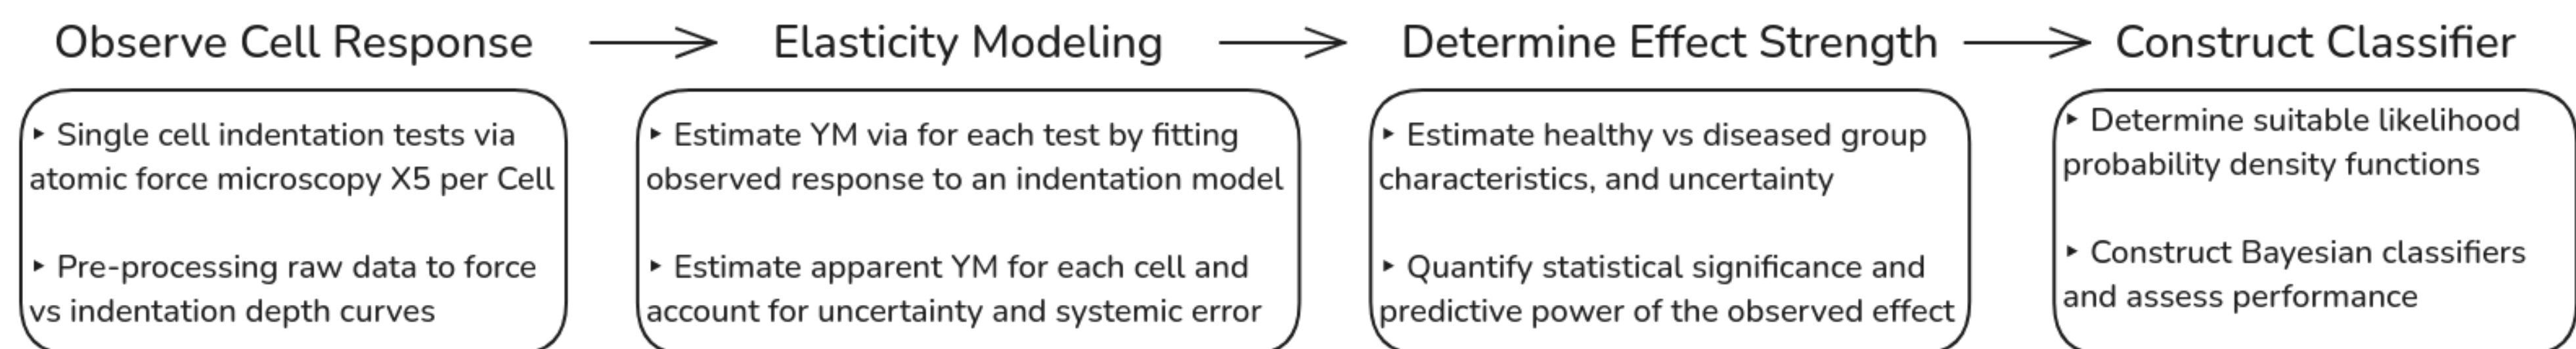 Observe Cell Response
‣ Single cell indentation tests via
atomic force microscopy X5 per Cell
‣ Pre-processing raw data to force
vs indentation depth curves
Elasticity Modeling
‣ Estimate YM via for each test by fitting
observed response to an indentation model
‣ Estimate apparent YM for each cell and
account for uncertainty and systemic error
Determine Effect Strength
‣ Estimate healthy vs diseased group
characteristics, and uncertainty
‣ Quantify statistical significance and
predictive power of the observed effect
Construct Classifier
‣ Determine suitable likelihood
probability density functions
‣ Construct Bayesian classifiers
and assess performance